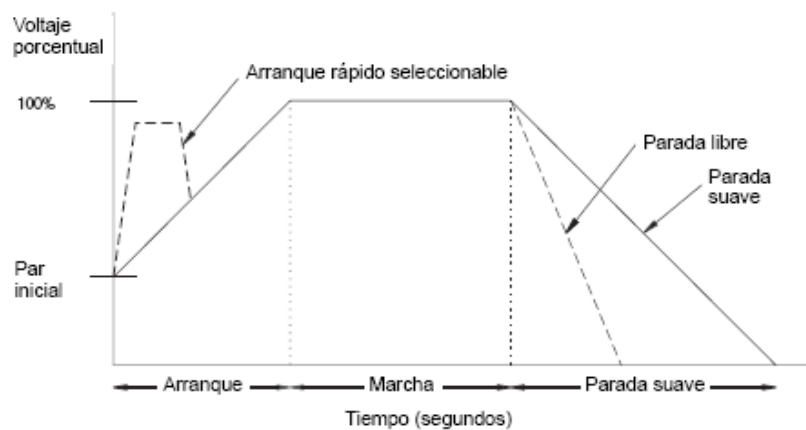 Voltaje
porcentual
Arranque rápido seleccionable
100%
Parada libre
Parada
suave
Par
inicial
Arranque
Marcha
Parada suave
Tiempo (segundos)